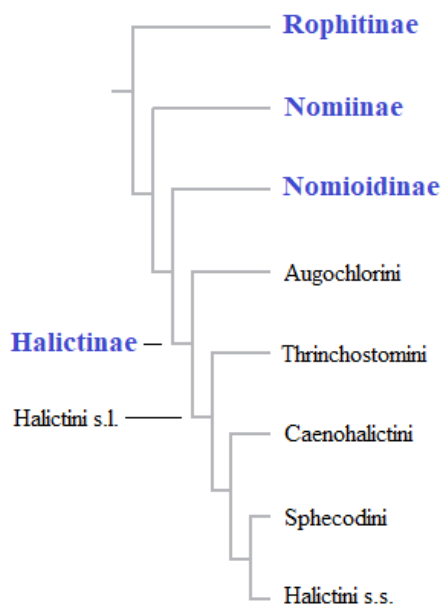 Rophitinae
Nomiinae
Nomioidinae
Augochlorini
Halictinae
Thrinchostomini
Halictini s.l.
Caenohalictini
Sphecodini
Halictini s.s.